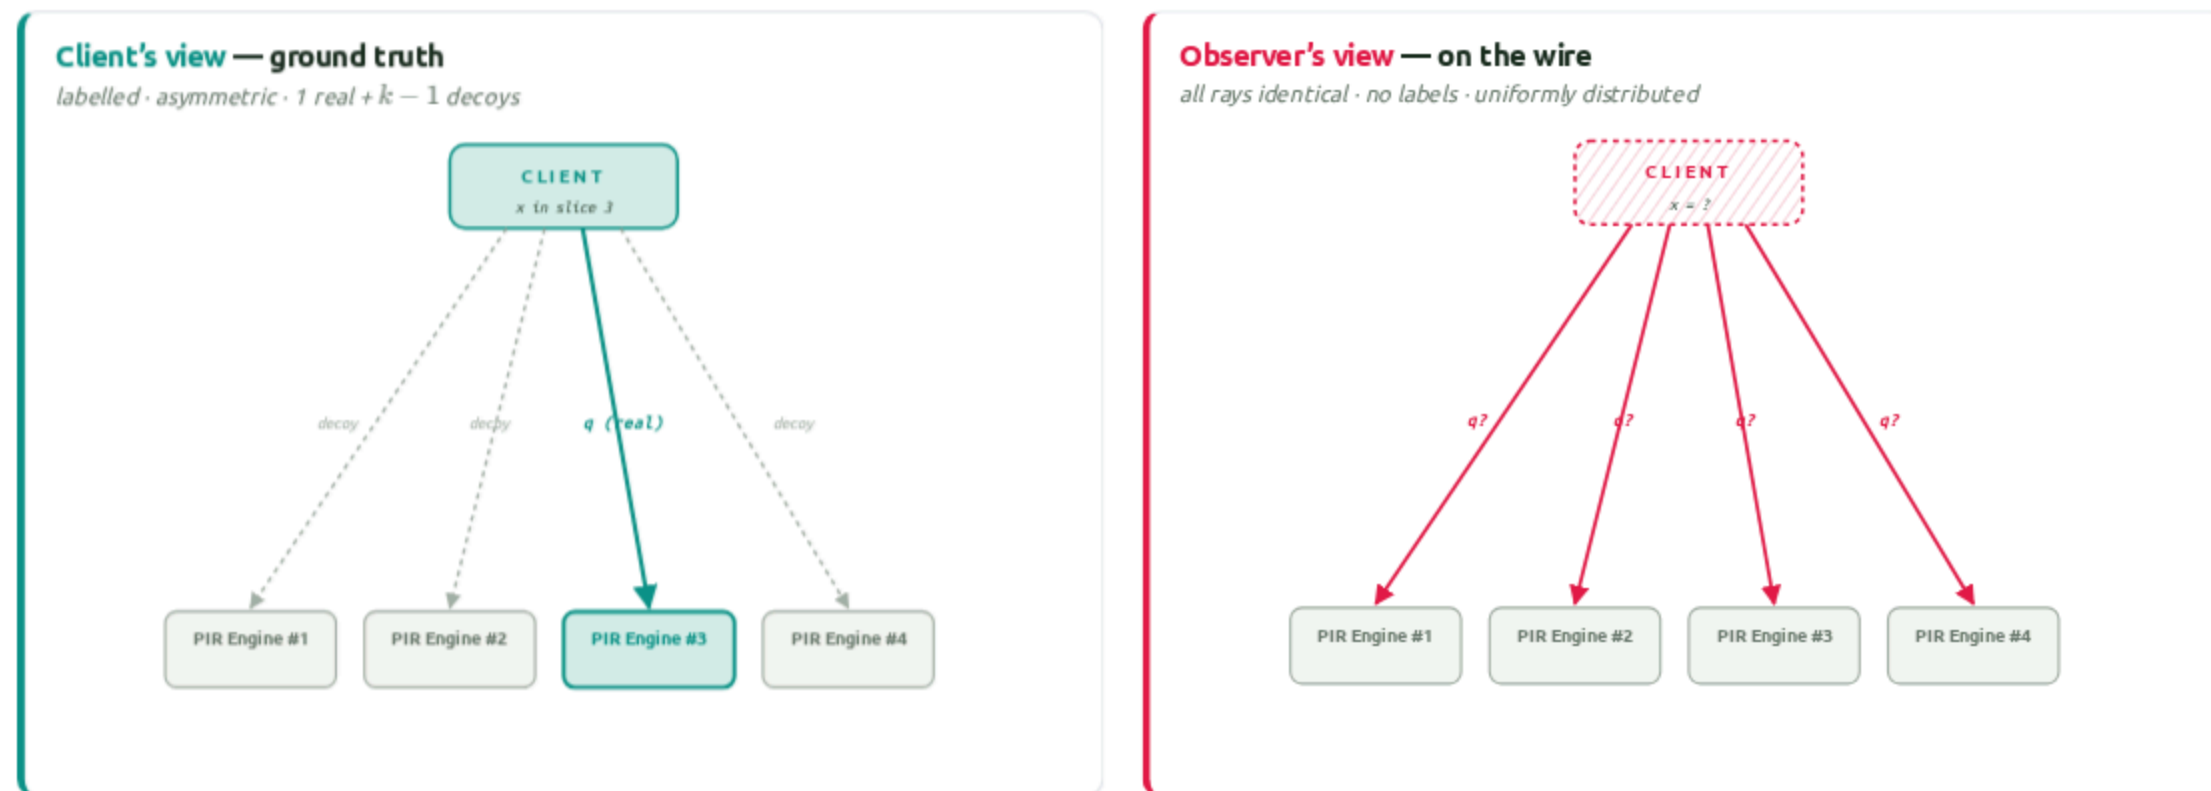 Client's view — ground truth
labelled · asymmetric · 1 real + k − 1 decoys
CLIENT
x in slice 3
decoy
decoy
q (real)
decoy
PIR Engine #1
PIR Engine #2
PIR Engine #3
PIR Engine #4
Observer's view — on the wire
all rays identical · no labels · uniformly distributed
CLIENT
x = ?
q?
q?
q?
q?
PIR Engine #1
PIR Engine #2
PIR Engine #3
PIR Engine #4